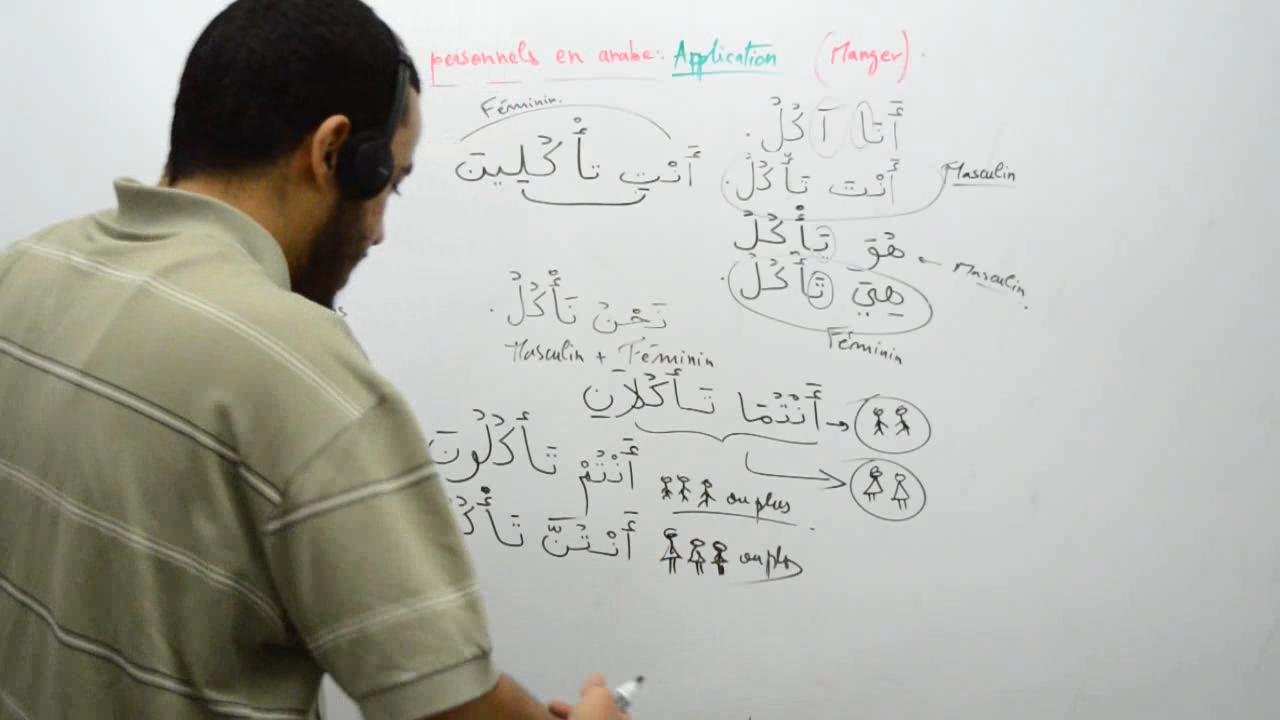 personnels en arabe: Application (Manger).
Féminin.
أَنْتِ تَأْكُلِينَ
أَنَا آكُلُ.
أَنْتَ تَأْكُلُ. Masculin
هُوَ يَأْكُلُ Masculin.
هِيَ تَأْكُلُ.
Féminin
نَحْنُ نَأْكُلُ.
Masculin + Féminin
أَنْتُمَا تَأْكُلَانِ
أَنْتُمْ تَأْكُلُونَ ou plus
أَنْتُنَّ ou plus